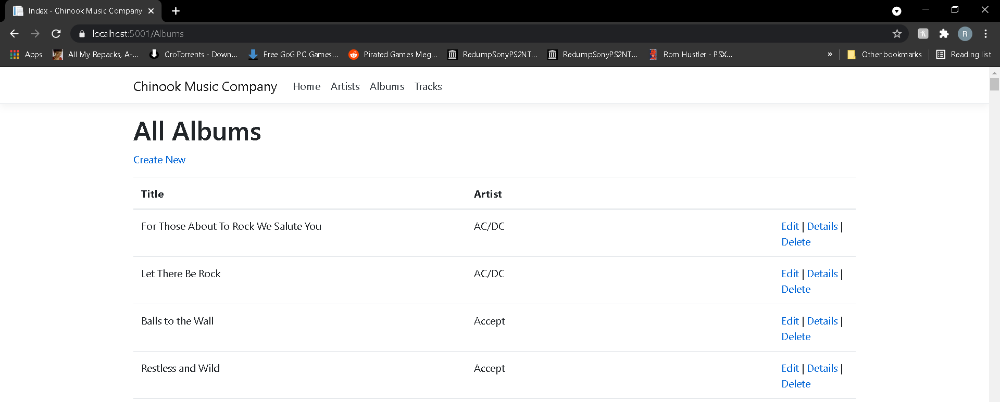 Index - Chinook Music Company
localhost:5001/Albums
R
Apps All My Repacks, A-... CroTorrents - Down... Free GoG PC Games... Pirated Games Meg... RedumpSonyPS2NT... RedumpSonyPS2NT... Rom Hustler - PSX... » Other bookmarks Reading list
Chinook Music Company Home Artists Albums Tracks
All Albums
Create New
Title Artist
For Those About To Rock We Salute You AC/DC Edit | Details |
Delete
Let There Be Rock AC/DC Edit | Details |
Delete
Balls to the Wall Accept Edit | Details |
Delete
Restless and Wild Accept Edit | Details |
Delete